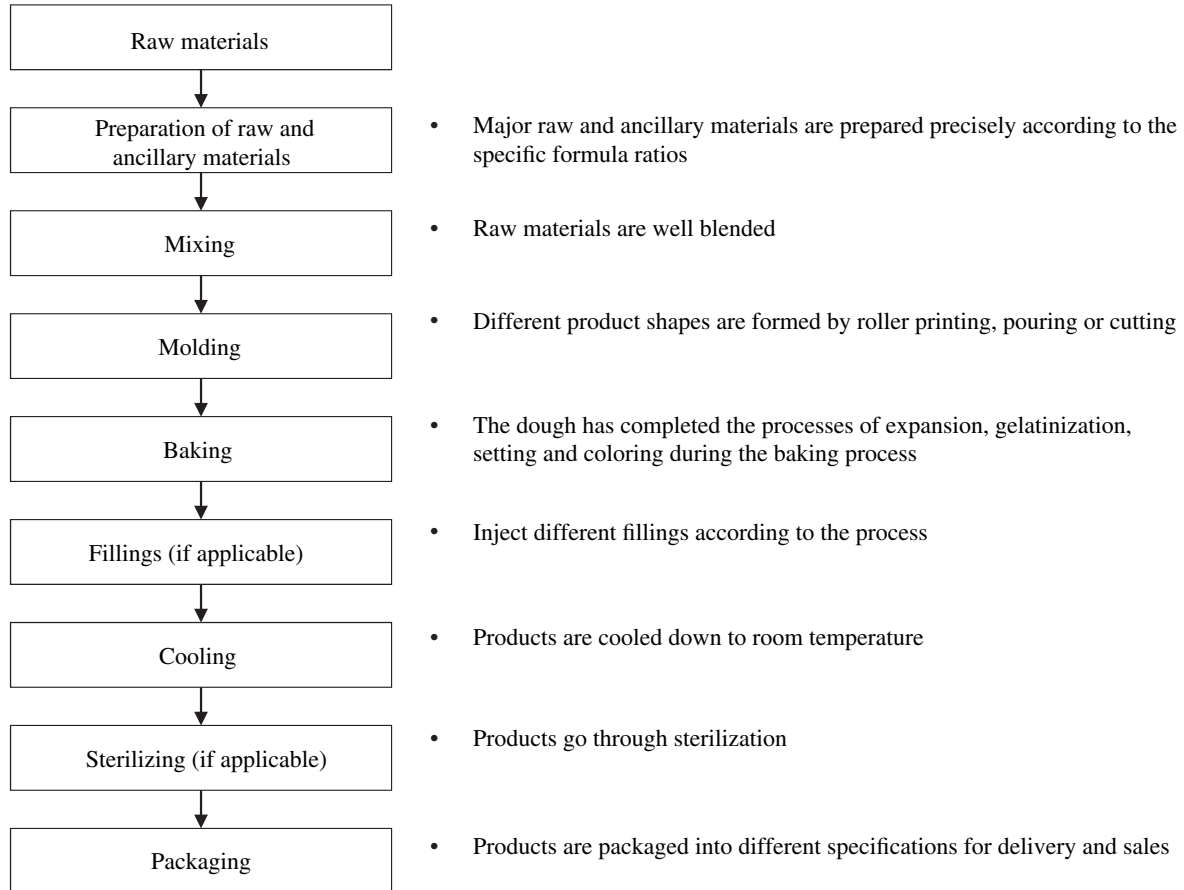 Raw materials
Preparation of raw and
ancillary materials
• Major raw and ancillary materials are prepared precisely according to the
specific formula ratios
Mixing
• Raw materials are well blended
Molding
• Different product shapes are formed by roller printing, pouring or cutting
Baking
• The dough has completed the processes of expansion, gelatinization,
setting and coloring during the baking process
Fillings (if applicable)
• Inject different fillings according to the process
Cooling
• Products are cooled down to room temperature
Sterilizing (if applicable)
• Products go through sterilization
Packaging
• Products are packaged into different specifications for delivery and sales